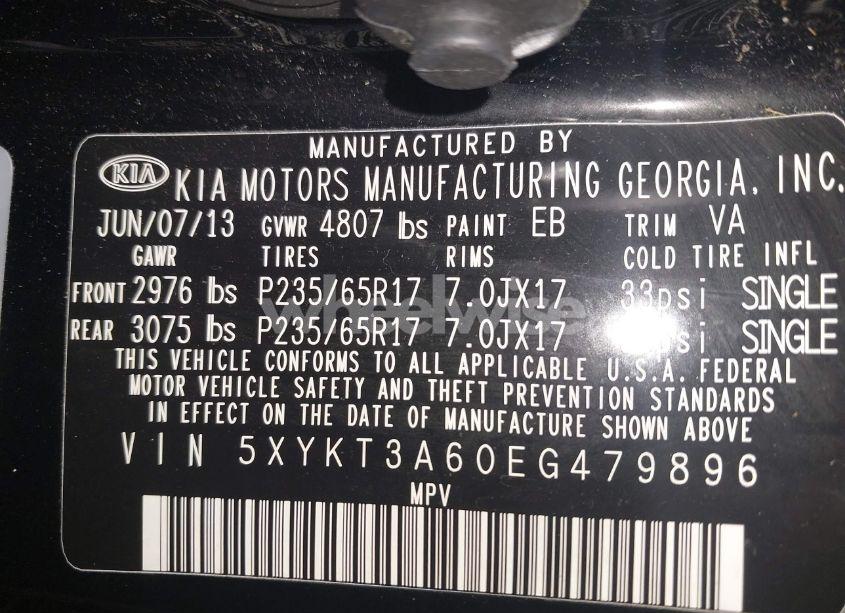 MANUFACTURED BY
KIA KIA MOTORS MANUFACTURING GEORGIA, INC.
JUN/07/13 GVWR 4807 lbs PAINT EB TRIM VA
GAWR TIRES RIMS COLD TIRE INFL
FRONT 2976 lbs P235/65R17 7.0JX17 33psi SINGLE
wheelwise
REAR 3075 lbs P235/65R17 7.0JX17 psi SINGLE
THIS VEHICLE CONFORMS TO ALL APPLICABLE U.S.A. FEDERAL
MOTOR VEHICLE SAFETY AND THEFT PREVENTION STANDARDS
IN EFFECT ON THE DATE OF MANUFACTURE SHOWN ABOVE
VIN 5XYKT3A60EG479896
MPV